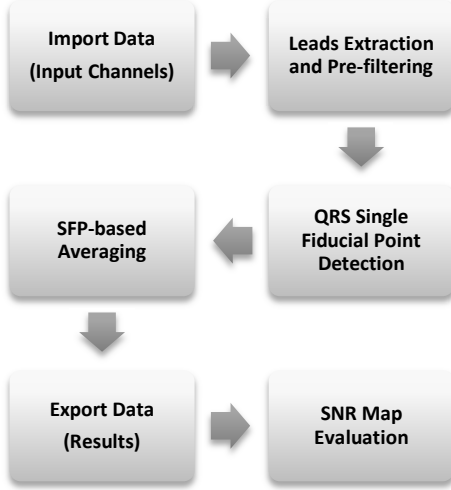 Import Data
(Input Channels)
Leads Extraction
and Pre-filtering
QRS Single
Fiducial Point
Detection
SFP-based
Averaging
Export Data
(Results)
SNR Map
Evaluation